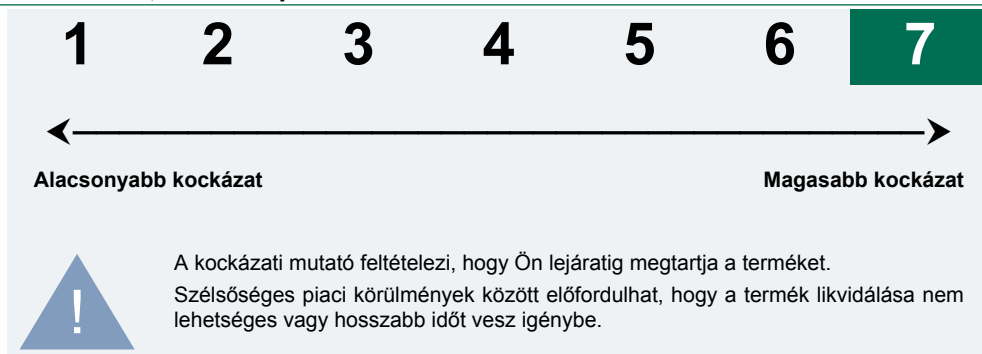 1 2 3 4 5 6 7
Alacsonyabb kockázat Magasabb kockázat
A kockázati mutató feltételezi, hogy Ön lejáratig megtartja a terméket.
Szélsőséges piaci körülmények között előfordulhat, hogy a termék likvidálása nem
lehetséges vagy hosszabb időt vesz igénybe.
!